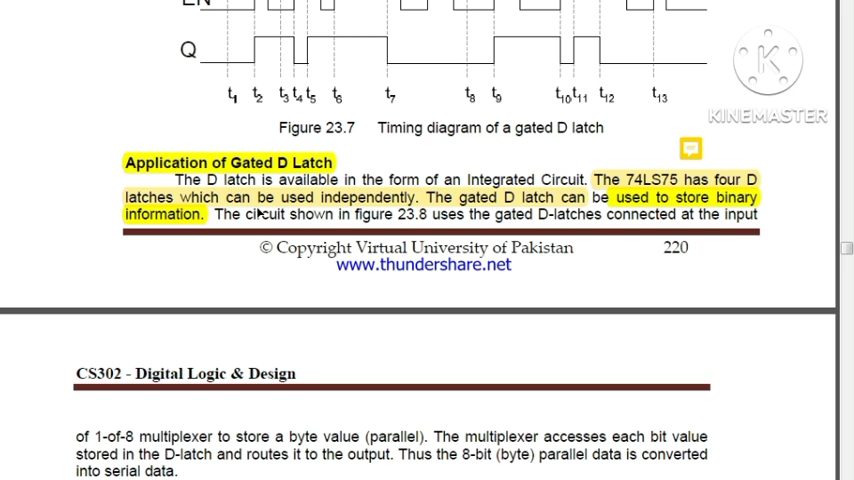 EN
Q
t1 t2 t3 t4 t5 t6 t7 t8 t9 t10 t11 t12 t13
K
KINEMASTER
Figure 23.7 Timing diagram of a gated D latch
Application of Gated D Latch
The D latch is available in the form of an Integrated Circuit. The 74LS75 has four D
latches which can be used independently. The gated D latch can be used to store binary
information. The circuit shown in figure 23.8 uses the gated D-latches connected at the input
© Copyright Virtual University of Pakistan 220
www.thundershare.net
CS302 - Digital Logic & Design
of 1-of-8 multiplexer to store a byte value (parallel). The multiplexer accesses each bit value
stored in the D-latch and routes it to the output. Thus the 8-bit (byte) parallel data is converted
into serial data.